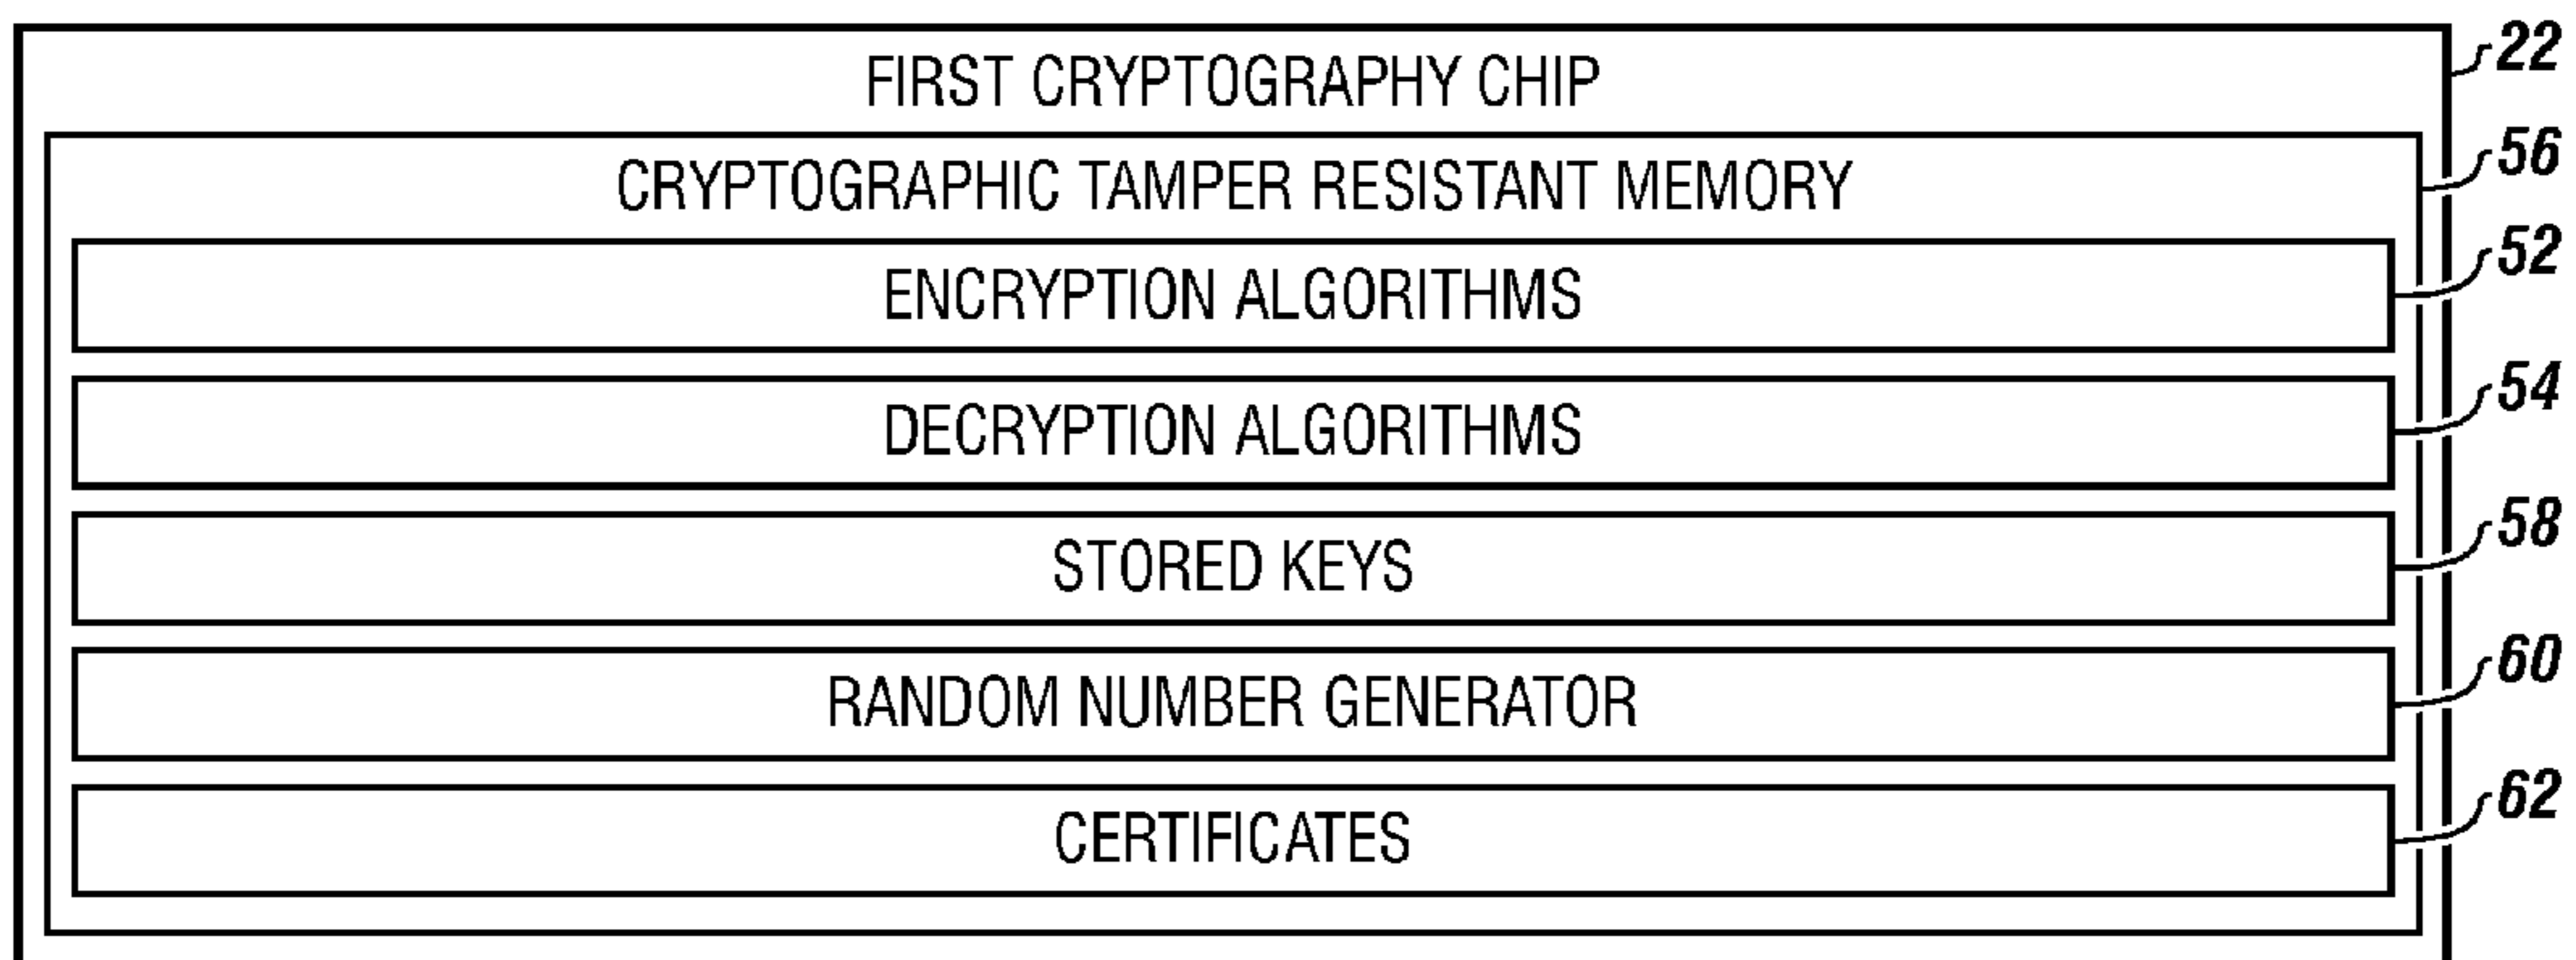 FIRST CRYPTOGRAPHY CHIP 22
CRYPTOGRAPHIC TAMPER RESISTANT MEMORY 56
ENCRYPTION ALGORITHMS 52
DECRYPTION ALGORITHMS 54
STORED KEYS 58
RANDOM NUMBER GENERATOR 60
CERTIFICATES 62